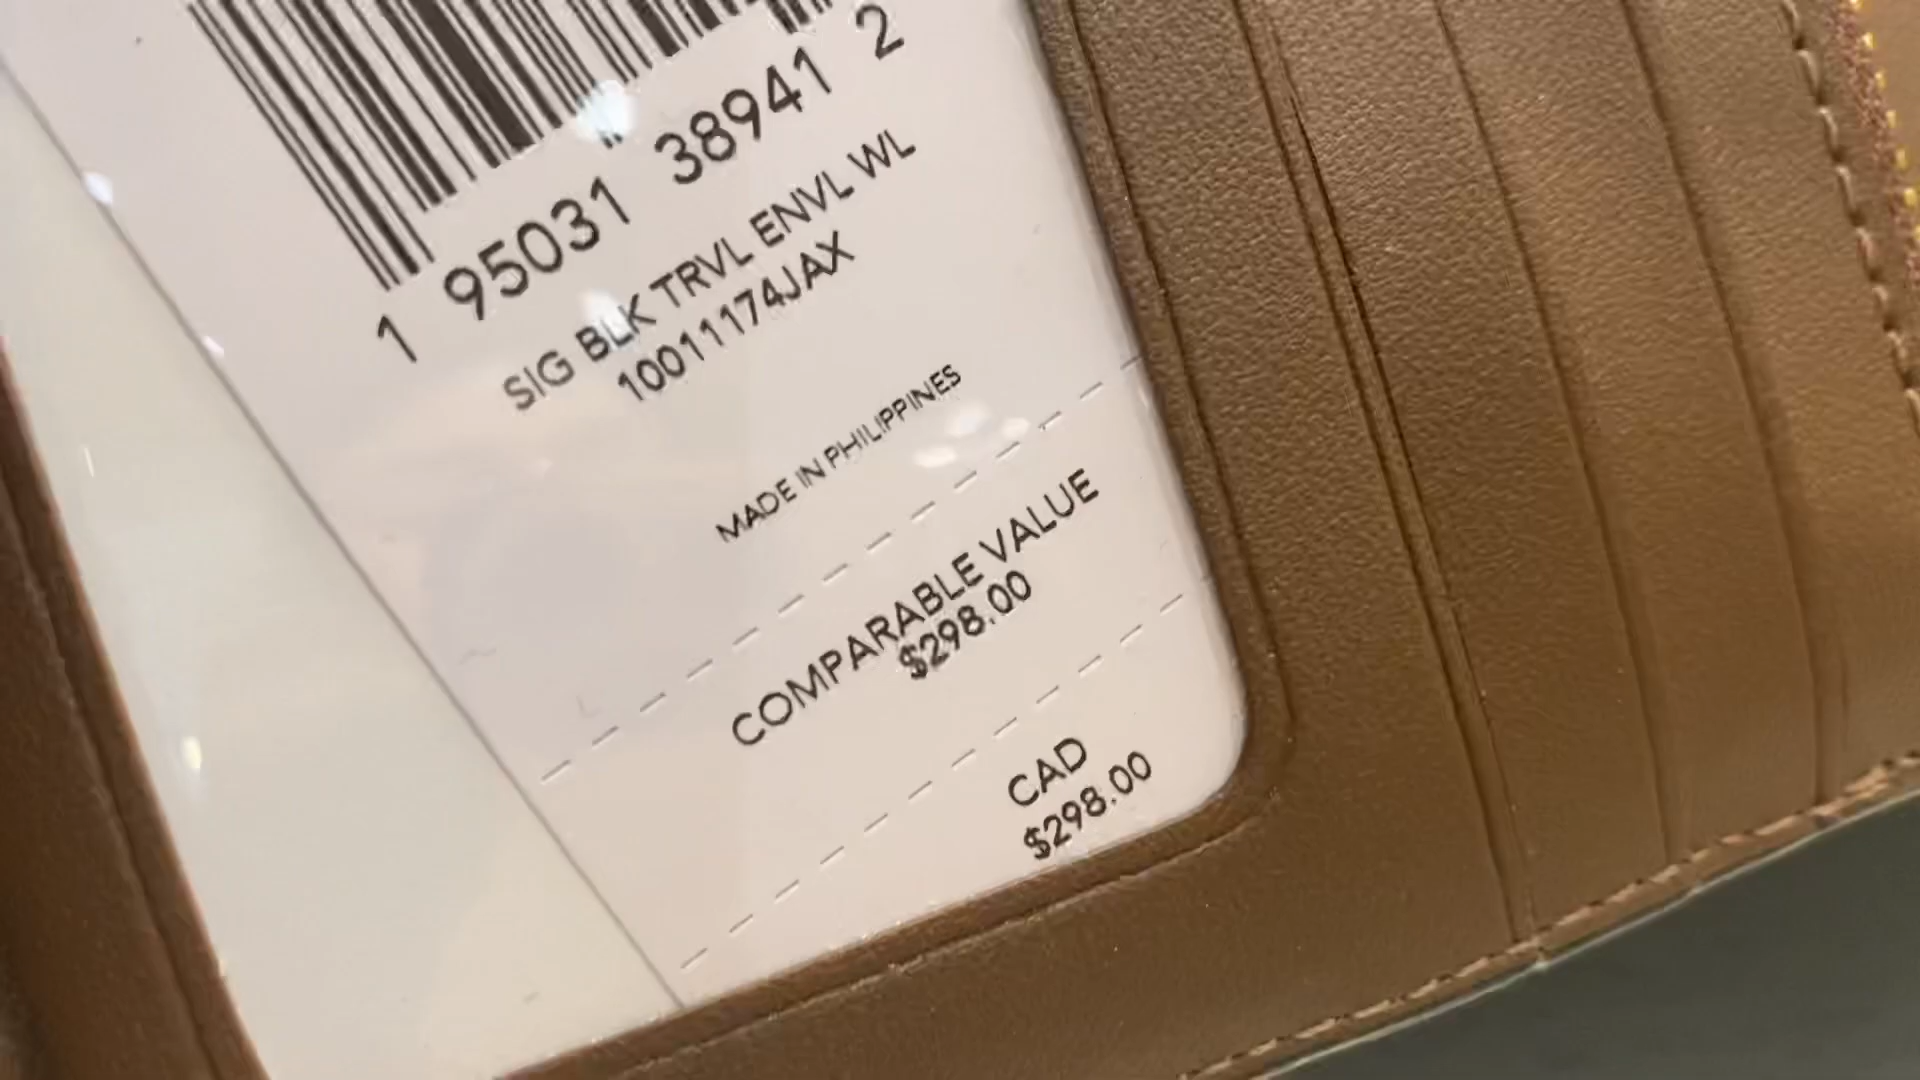 1 95031 38941 2
SIG BLK TRVL ENVL WL
10011174JAX
MADE IN PHILIPPINES
COMPARABLE VALUE
$298.00
CAD
$298.00